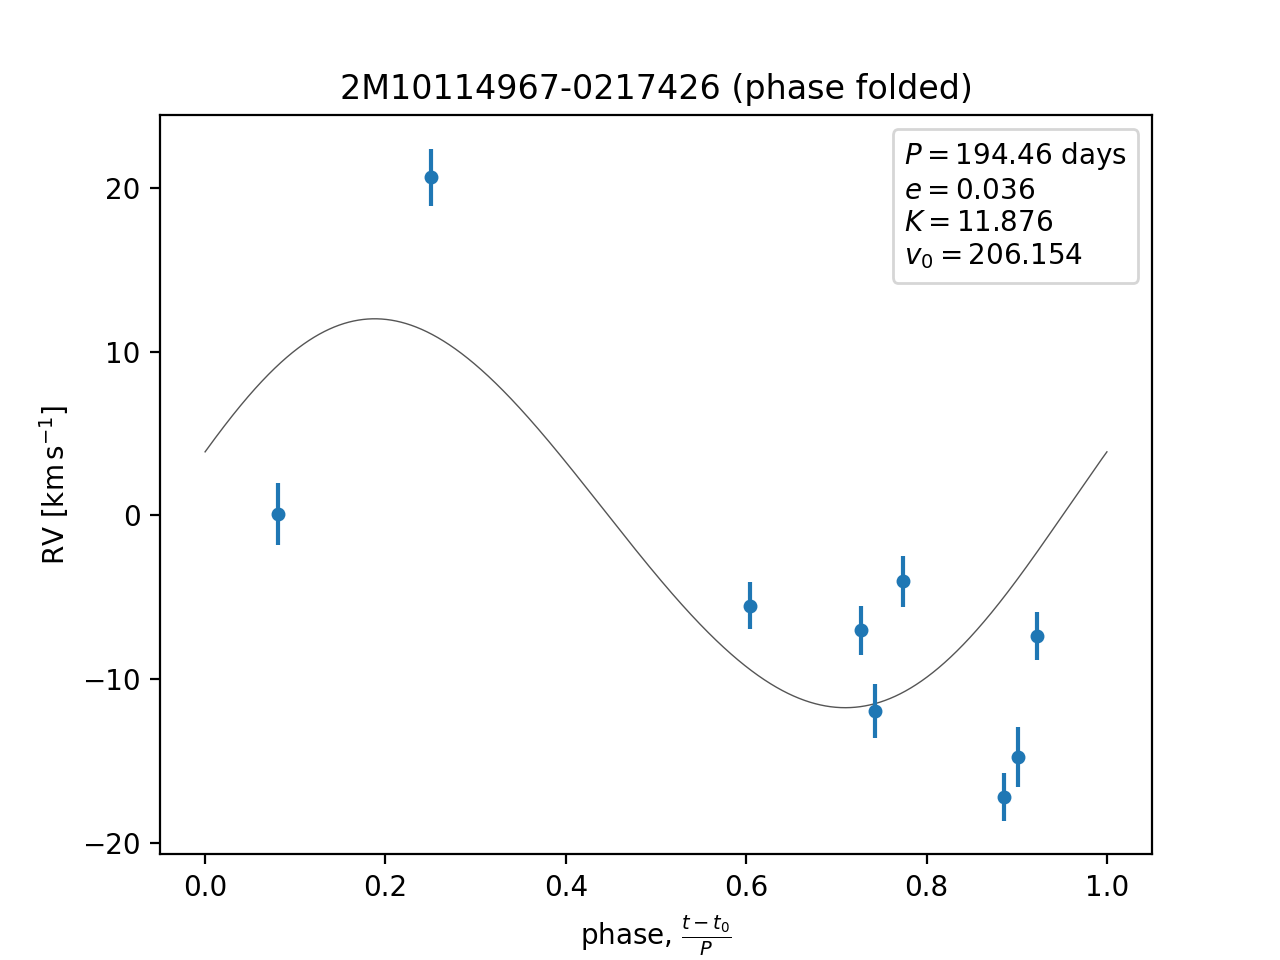 2M10114967-0217426 (phase folded)
P = 194.46 days
e = 0.036
K = 11.876
v₀ = 206.154
20
10
0
−10
−20
RV [km s⁻¹]
0.0 0.2 0.4 0.6 0.8 1.0
phase, (t − t₀)/P